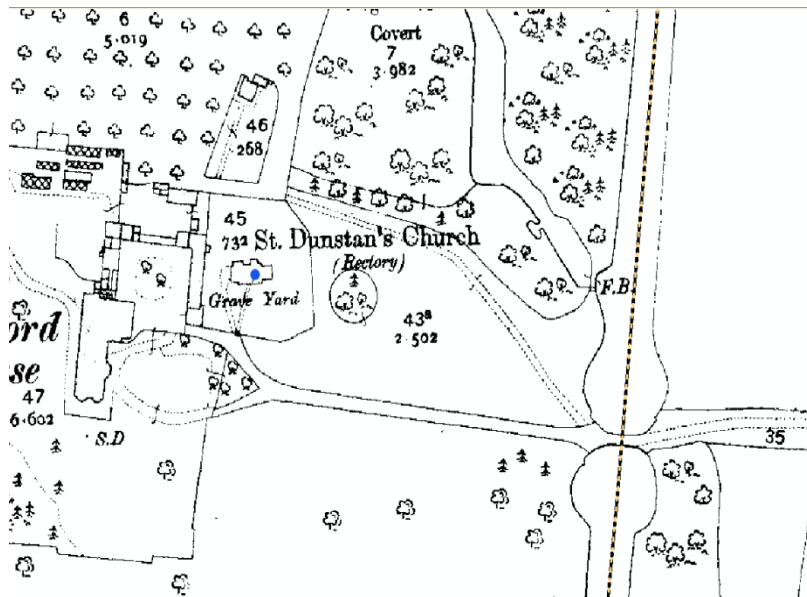 6
5·019
Covert
7
3·982
46
268
45
732 St. Dunstan's Church
(Rectory)
Grave Yard
F.B.
43ª
2·502
ord
se
47
6·602
S.D
35